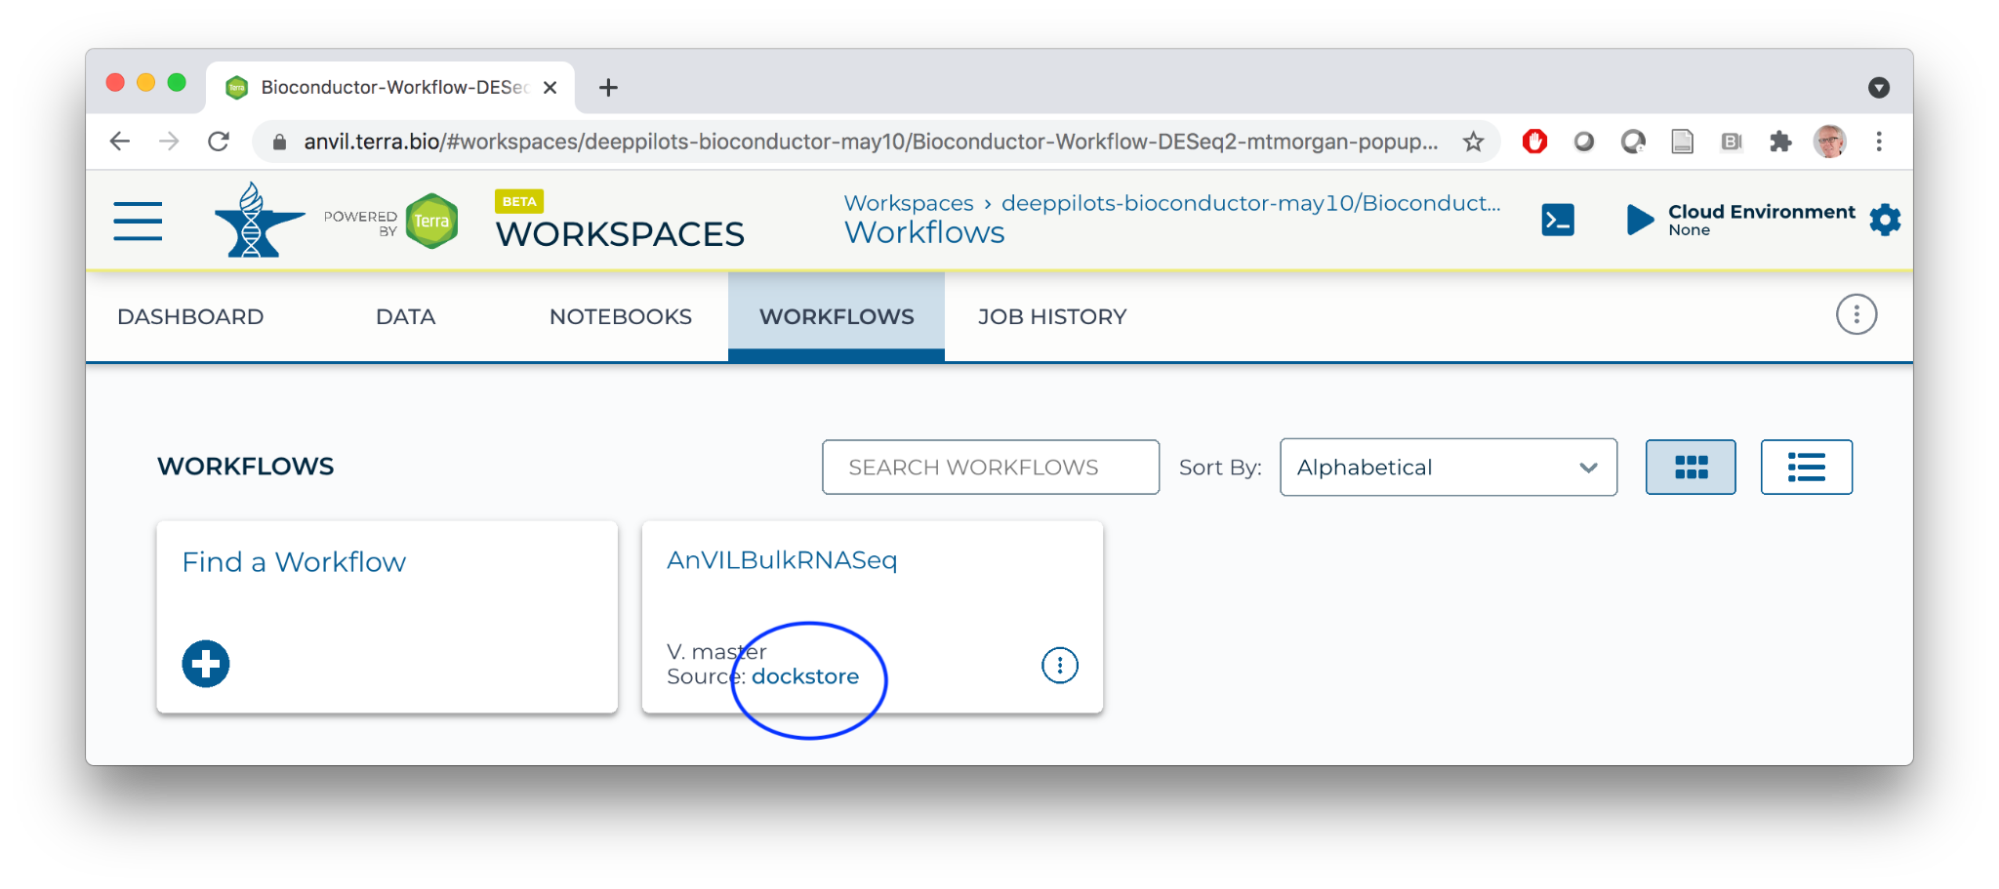 Bioconductor-Workflow-DESec
anvil.terra.bio/#workspaces/deeppilots-bioconductor-may10/Bioconductor-Workflow-DESeq2-mtmorgan-popup...
POWERED
BY
Terra
BETA
WORKSPACES
Workspaces › deeppilots-bioconductor-may10/Bioconduct...
Workflows
Cloud Environment
None
DASHBOARD
DATA
NOTEBOOKS
WORKFLOWS
JOB HISTORY
WORKFLOWS
SEARCH WORKFLOWS
Sort By:
Alphabetical
Find a Workflow
AnVILBulkRNASeq
V. master
Source: dockstore